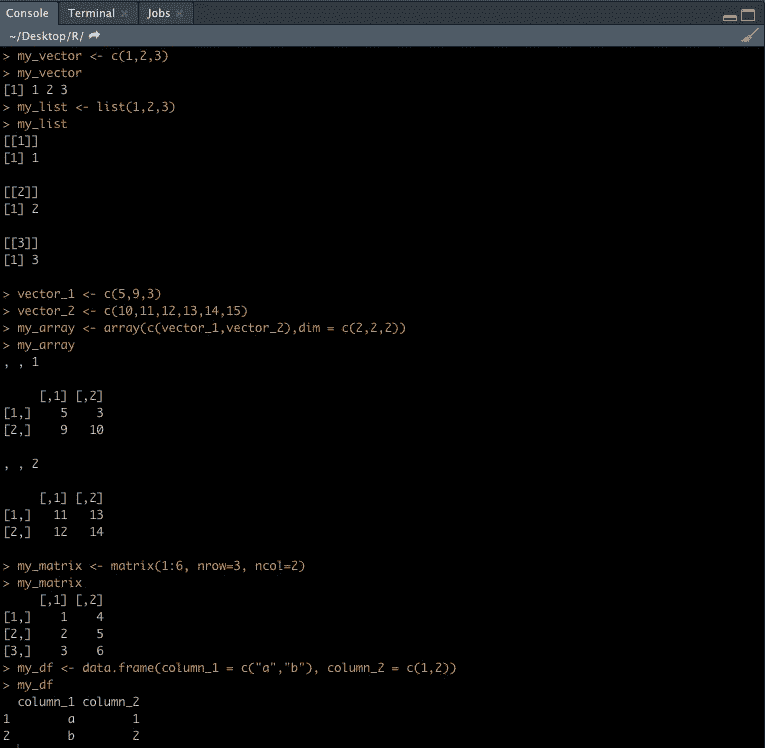 Console Terminal × Jobs ×
~/Desktop/R/
> my_vector <- c(1,2,3)
> my_vector
[1] 1 2 3
> my_list <- list(1,2,3)
> my_list
[[1]]
[1] 1
[[2]]
[1] 2
[[3]]
[1] 3
> vector_1 <- c(5,9,3)
> vector_2 <- c(10,11,12,13,14,15)
> my_array <- array(c(vector_1,vector_2),dim = c(2,2,2))
> my_array
, , 1
     [,1] [,2]
[1,]    5    3
[2,]    9   10
, , 2
     [,1] [,2]
[1,]   11   13
[2,]   12   14
> my_matrix <- matrix(1:6, nrow=3, ncol=2)
> my_matrix
     [,1] [,2]
[1,]    1    4
[2,]    2    5
[3,]    3    6
> my_df <- data.frame(column_1 = c("a","b"), column_2 = c(1,2))
> my_df
  column_1 column_2
1        a        1
2        b        2